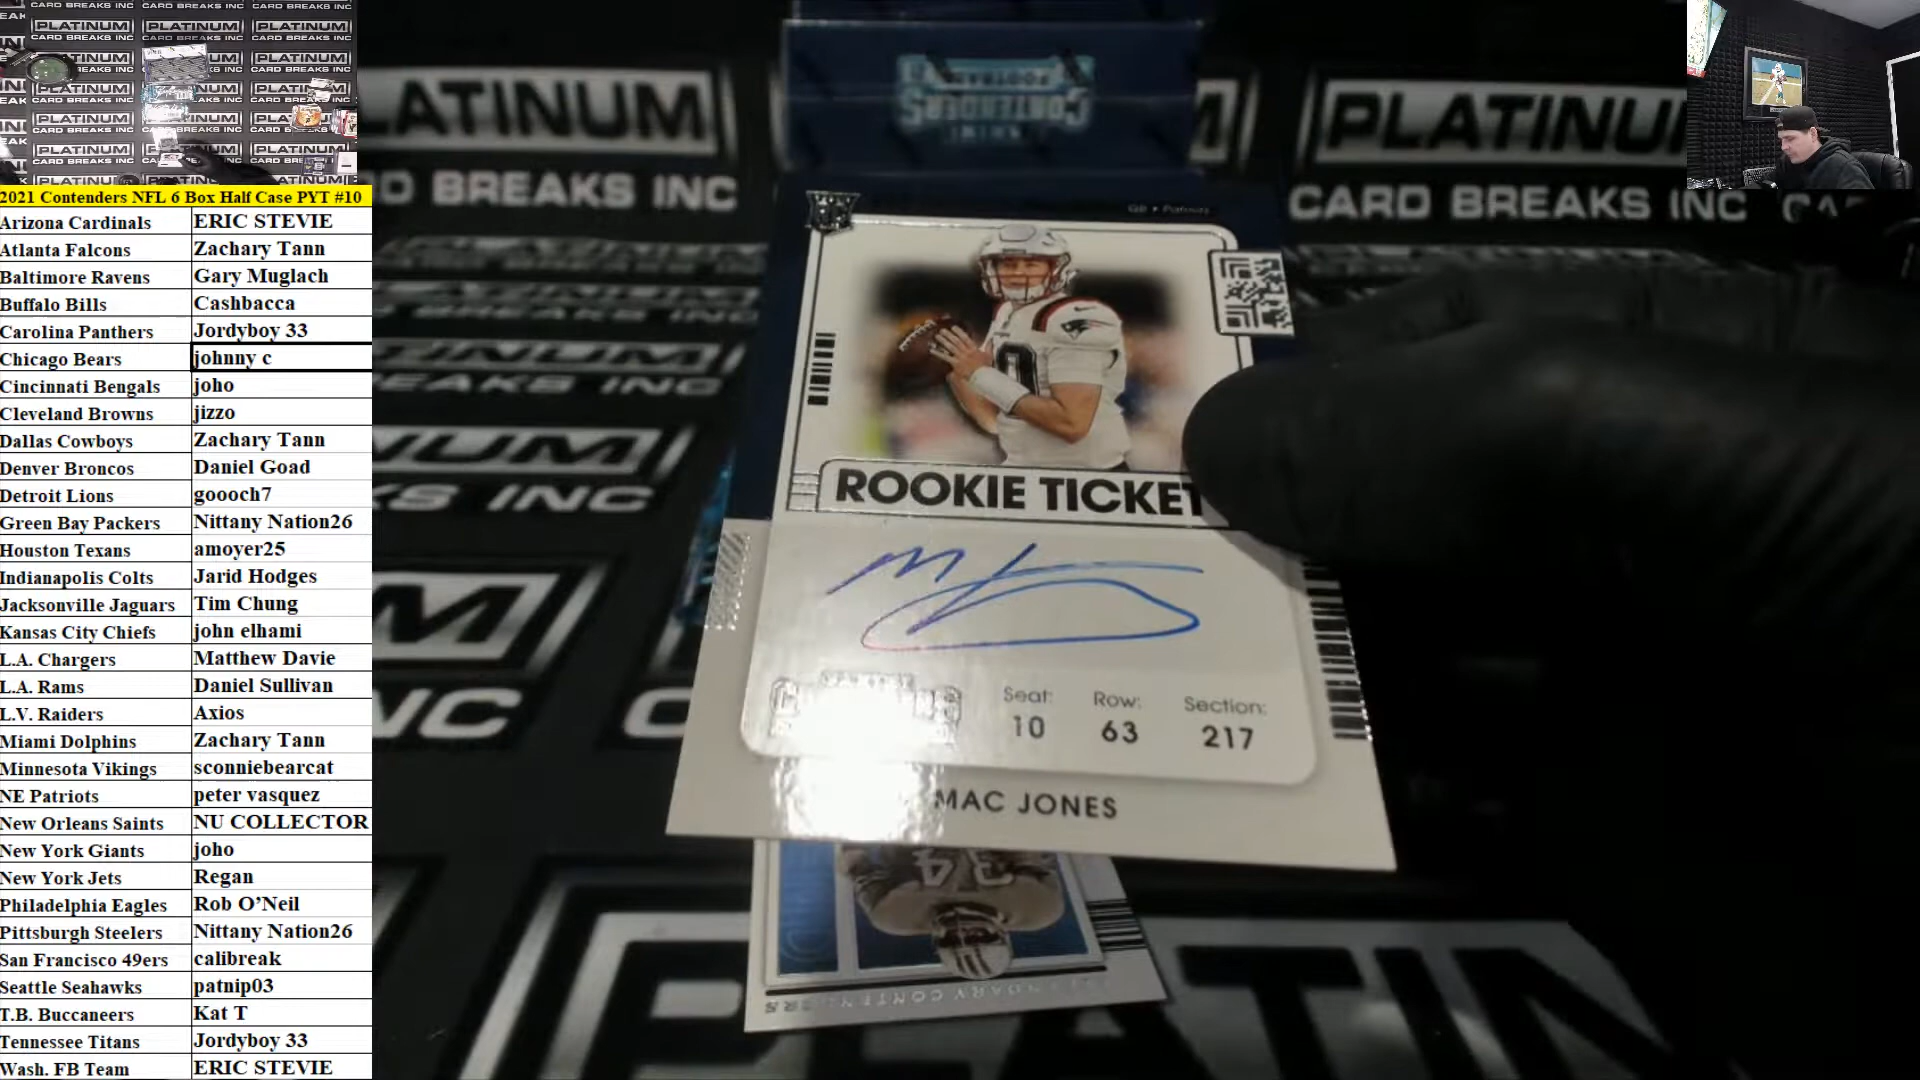 2021 Contenders NFL 6 Box Half Case PYT #10
Arizona Cardinals ERIC STEVIE
Atlanta Falcons Zachary Tann
Baltimore Ravens Gary Muglach
Buffalo Bills Cashbacca
Carolina Panthers Jordyboy 33
Chicago Bears johnny c
Cincinnati Bengals joho
Cleveland Browns jizzo
Dallas Cowboys Zachary Tann
Denver Broncos Daniel Goad
Detroit Lions goooch7
Green Bay Packers Nittany Nation26
Houston Texans amoyer25
Indianapolis Colts Jarid Hodges
Jacksonville Jaguars Tim Chung
Kansas City Chiefs john elhami
L.A. Chargers Matthew Davie
L.A. Rams Daniel Sullivan
L.V. Raiders Axios
Miami Dolphins Zachary Tann
Minnesota Vikings sconniebearcat
NE Patriots peter vasquez
New Orleans Saints NU COLLECTOR
New York Giants joho
New York Jets Regan
Philadelphia Eagles Rob O’Neil
Pittsburgh Steelers Nittany Nation26
San Francisco 49ers calibreak
Seattle Seahawks patnip03
T.B. Buccaneers Kat T
Tennessee Titans Jordyboy 33
Wash. FB Team ERIC STEVIE
PLATINUM
CARD BREAKS INC
QB • Patriots
ROOKIE TICKET
Seat: Row: Section:
10 63 217
MAC JONES
CONTENDERS
FOOTBALL
34